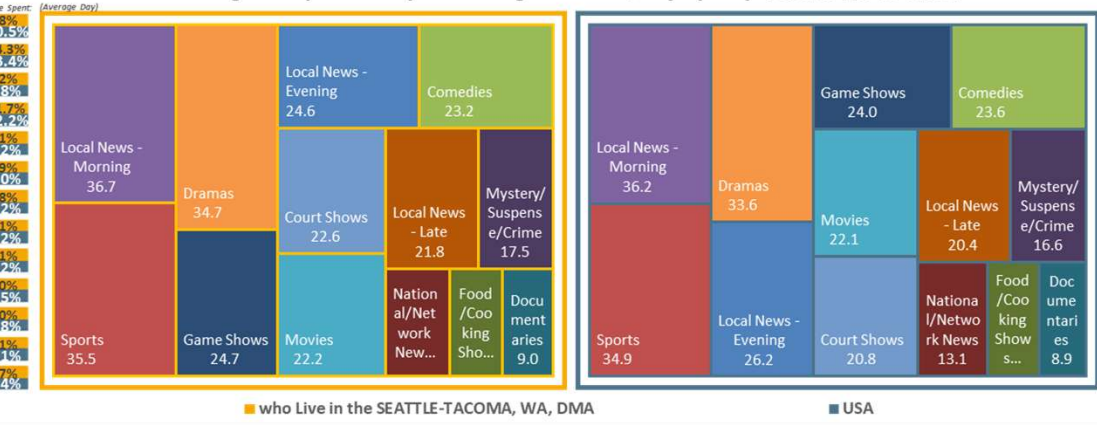 (Average Day)
Local News -
Morning
36.7
Sports
35.5
Dramas
34.7
Game Shows
24.7
Local News -
Evening
24.6
Comedies
23.2
Court Shows
22.6
Movies
22.2
Local News
- Late
21.8
Mystery/
Suspens
e/Crime
17.5
Nation
al/Net
work
New...
Food
/Coo
king
Sho...
Docu
ment
aries
9.0
Local News -
Morning
36.2
Sports
34.9
Dramas
33.6
Local News -
Evening
26.2
Game Shows
24.0
Comedies
23.6
Movies
22.1
Court Shows
20.8
Local News
- Late
20.4
Mystery/
Suspens
e/Crime
16.6
Nationa
l/Netwo
rk News
13.1
Food
/Coo
king
Show
s...
Doc
ume
ntari
es
8.9
who Live in the SEATTLE-TACOMA, WA, DMA
USA